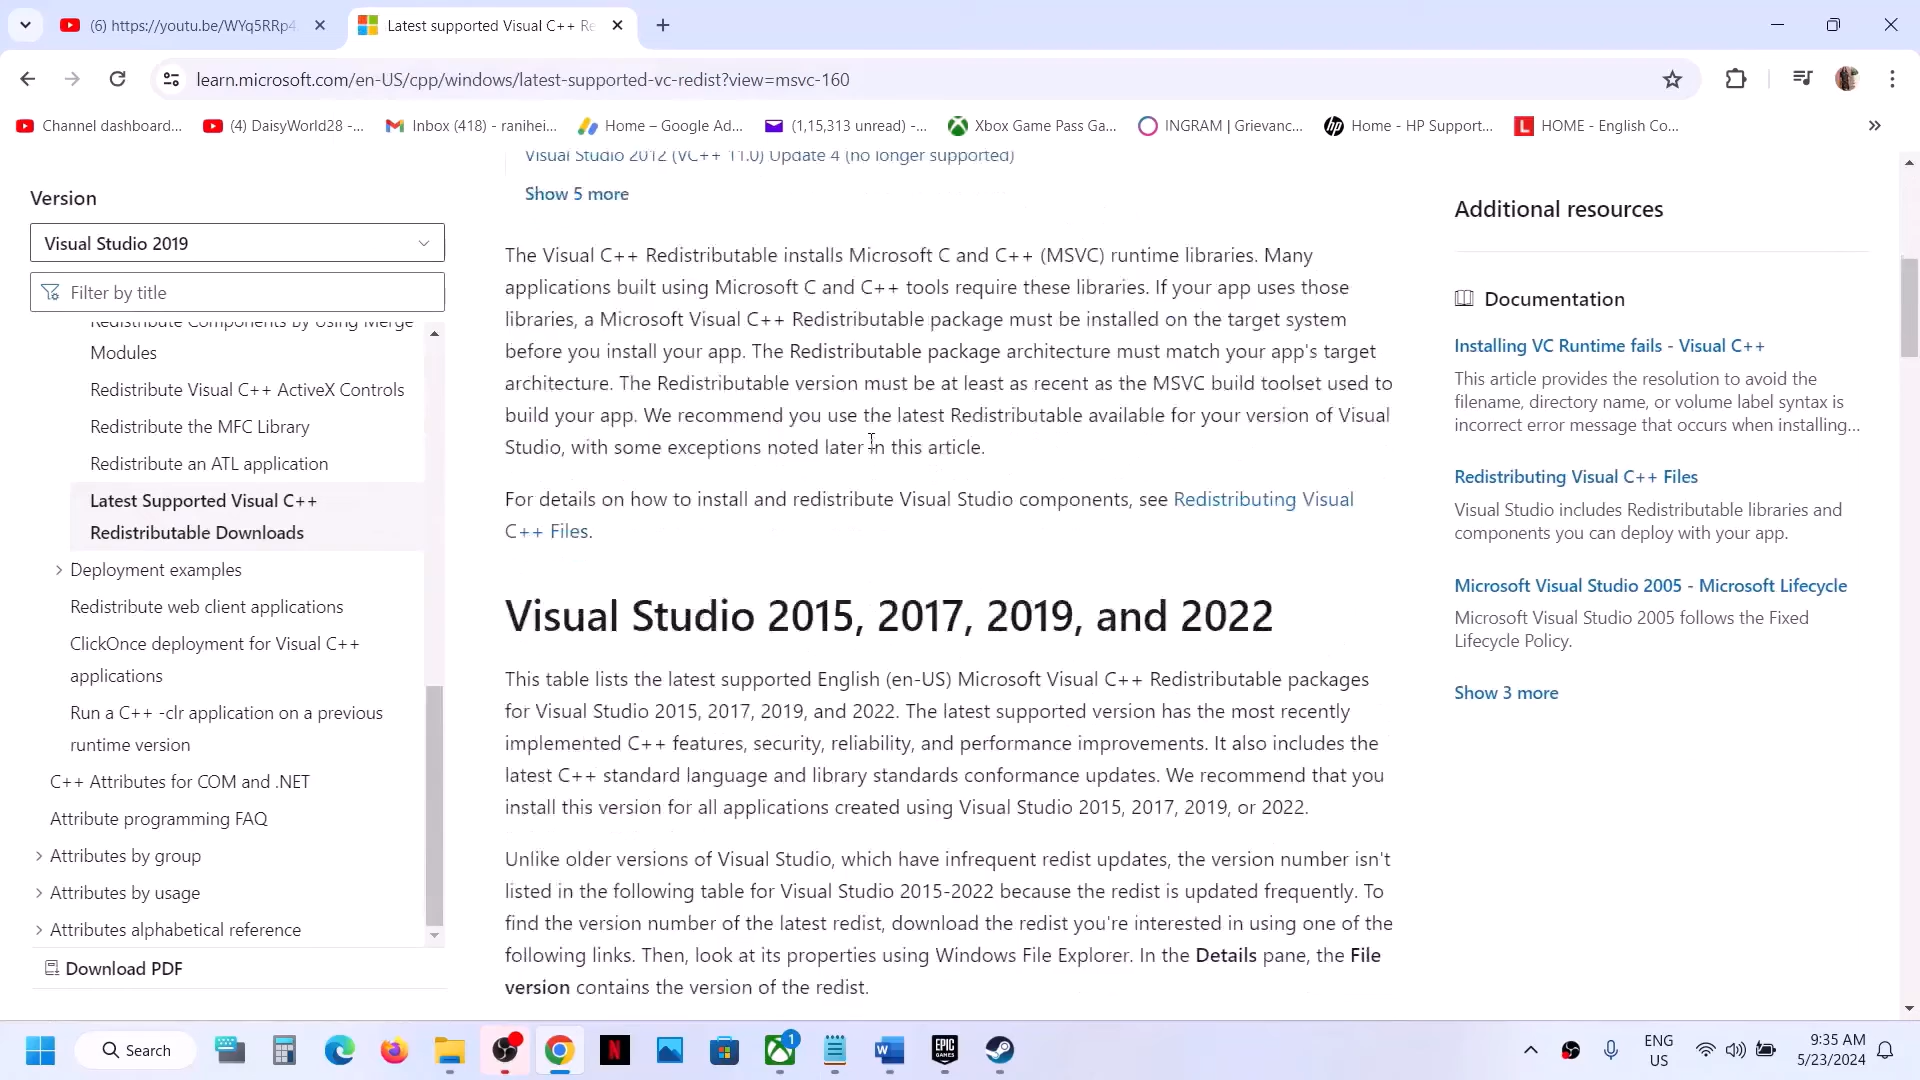 (6) https://youtu.be/WYq5RRp4
Latest supported Visual C++ Re
learn.microsoft.com/en-US/cpp/windows/latest-supported-vc-redist?view=msvc-160
Channel dashboard...
(4) DaisyWorld28 -...
Inbox (418) - ranihei...
Home – Google Ad...
(1,15,313 unread) -...
Xbox Game Pass Ga...
INGRAM | Grievanc...
Home - HP Support...
HOME - English Co...
Version
Visual Studio 2019
Filter by title
Redistribute Components by Using Merge
Modules
Redistribute Visual C++ ActiveX Controls
Redistribute the MFC Library
Redistribute an ATL application
Latest Supported Visual C++
Redistributable Downloads
Deployment examples
Redistribute web client applications
ClickOnce deployment for Visual C++
applications
Run a C++ -clr application on a previous
runtime version
C++ Attributes for COM and .NET
Attribute programming FAQ
Attributes by group
Attributes by usage
Attributes alphabetical reference
Download PDF
Visual Studio 2012 (VC++ 11.0) Update 4 (no longer supported)
Show 5 more
The Visual C++ Redistributable installs Microsoft C and C++ (MSVC) runtime libraries. Many
applications built using Microsoft C and C++ tools require these libraries. If your app uses those
libraries, a Microsoft Visual C++ Redistributable package must be installed on the target system
before you install your app. The Redistributable package architecture must match your app's target
architecture. The Redistributable version must be at least as recent as the MSVC build toolset used to
build your app. We recommend you use the latest Redistributable available for your version of Visual
Studio, with some exceptions noted later in this article.
For details on how to install and redistribute Visual Studio components, see Redistributing Visual
C++ Files.
Visual Studio 2015, 2017, 2019, and 2022
This table lists the latest supported English (en-US) Microsoft Visual C++ Redistributable packages
for Visual Studio 2015, 2017, 2019, and 2022. The latest supported version has the most recently
implemented C++ features, security, reliability, and performance improvements. It also includes the
latest C++ standard language and library standards conformance updates. We recommend that you
install this version for all applications created using Visual Studio 2015, 2017, 2019, or 2022.
Unlike older versions of Visual Studio, which have infrequent redist updates, the version number isn't
listed in the following table for Visual Studio 2015-2022 because the redist is updated frequently. To
find the version number of the latest redist, download the redist you're interested in using one of the
following links. Then, look at its properties using Windows File Explorer. In the Details pane, the File
version contains the version of the redist.
Additional resources
Documentation
Installing VC Runtime fails - Visual C++
This article provides the resolution to avoid the
filename, directory name, or volume label syntax is
incorrect error message that occurs when installing...
Redistributing Visual C++ Files
Visual Studio includes Redistributable libraries and
components you can deploy with your app.
Microsoft Visual Studio 2005 - Microsoft Lifecycle
Microsoft Visual Studio 2005 follows the Fixed
Lifecycle Policy.
Show 3 more
Search
N
1
W
EPIC
GAMES
ENG
US
9:35 AM
5/23/2024